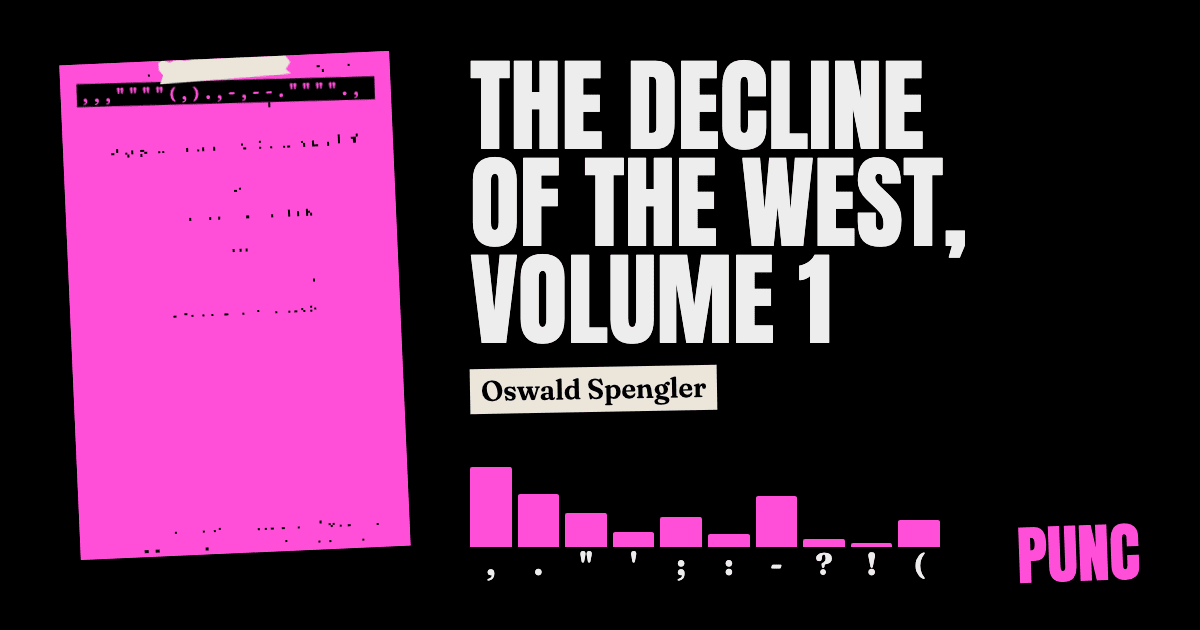 ,,,""""(,).,-,--."""".,
THE DECLINE
OF THE WEST,
VOLUME 1
Oswald Spengler
, . " ' ; : - ? ! (
PUNC